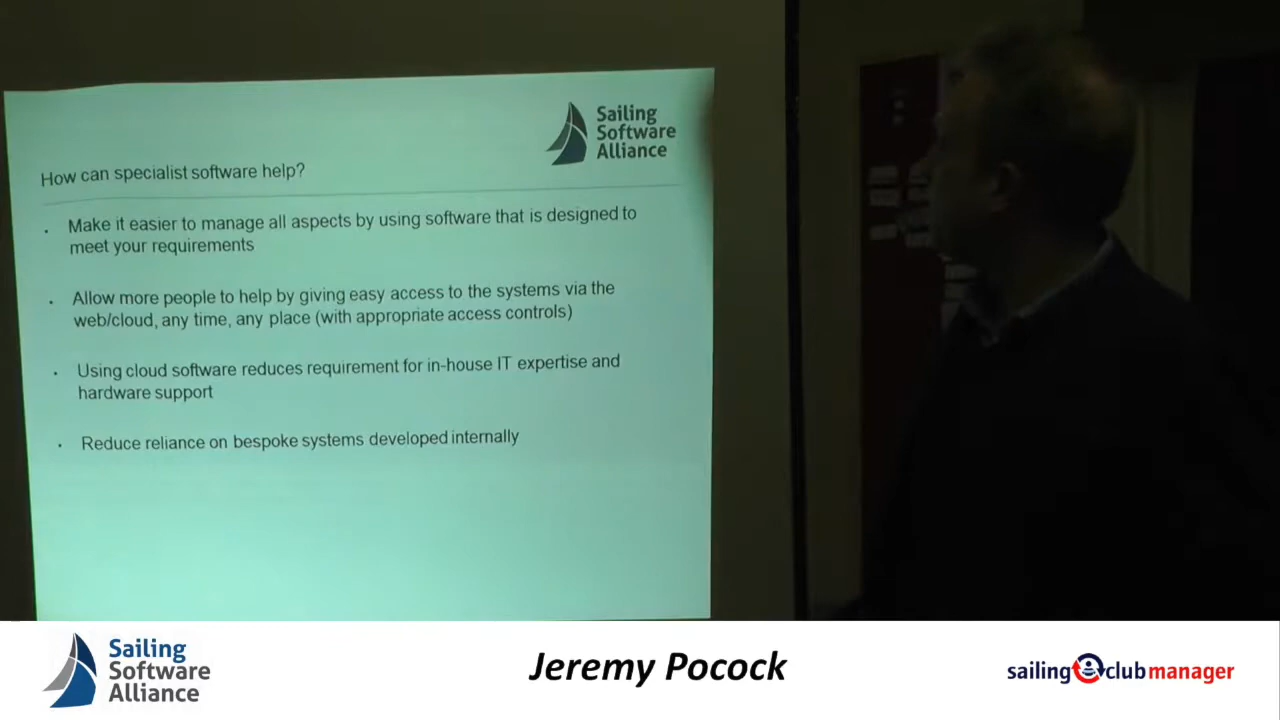 Sailing
Software
Alliance
How can specialist software help?
Make it easier to manage all aspects by using software that is designed to
meet your requirements
Allow more people to help by giving easy access to the systems via the
web/cloud, any time, any place (with appropriate access controls)
Using cloud software reduces requirement for in-house IT expertise and
hardware support
Reduce reliance on bespoke systems developed internally
Sailing
Software
Alliance
Jeremy Pocock
sailing clubmanager